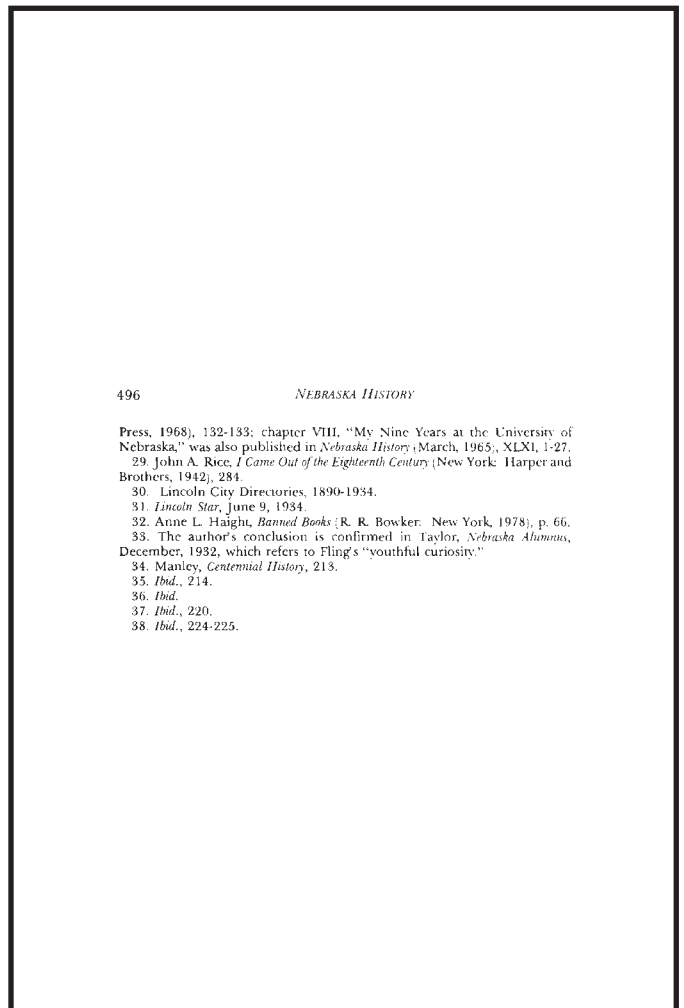 496 NEBRASKA HISTORY
Press, 1968), 132-133; chapter VIII, “My Nine Years at the University of
Nebraska,” was also published in Nebraska History (March, 1965), XLXI, 1-27.
29. John A. Rice, I Came Out of the Eighteenth Century (New York: Harper and
Brothers, 1942), 284.
30. Lincoln City Directories, 1890-1934.
31. Lincoln Star, June 9, 1934.
32. Anne L. Haight, Banned Books (R. R. Bowker: New York, 1978), p. 66.
33. The author's conclusion is confirmed in Taylor, Nebraska Alumnus,
December, 1932, which refers to Fling's “youthful curiosity.”
34. Manley, Centennial History, 213.
35. Ibid., 214.
36. Ibid.
37. Ibid., 220.
38. Ibid., 224-225.